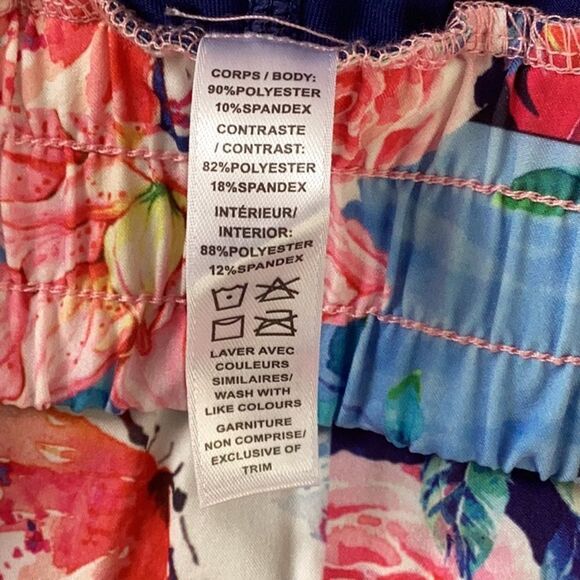 CORPS / BODY:
90%POLYESTER
10%SPANDEX
CONTRASTE
/ CONTRAST:
82%POLYESTER
18%SPANDEX
INTÉRIEUR/
INTERIOR:
88%POLYESTER
12%SPANDEX
LAVER AVEC
COULEURS
SIMILAIRES/
WASH WITH
LIKE COLOURS
GARNITURE
NON COMPRISE/
EXCLUSIVE OF
TRIM